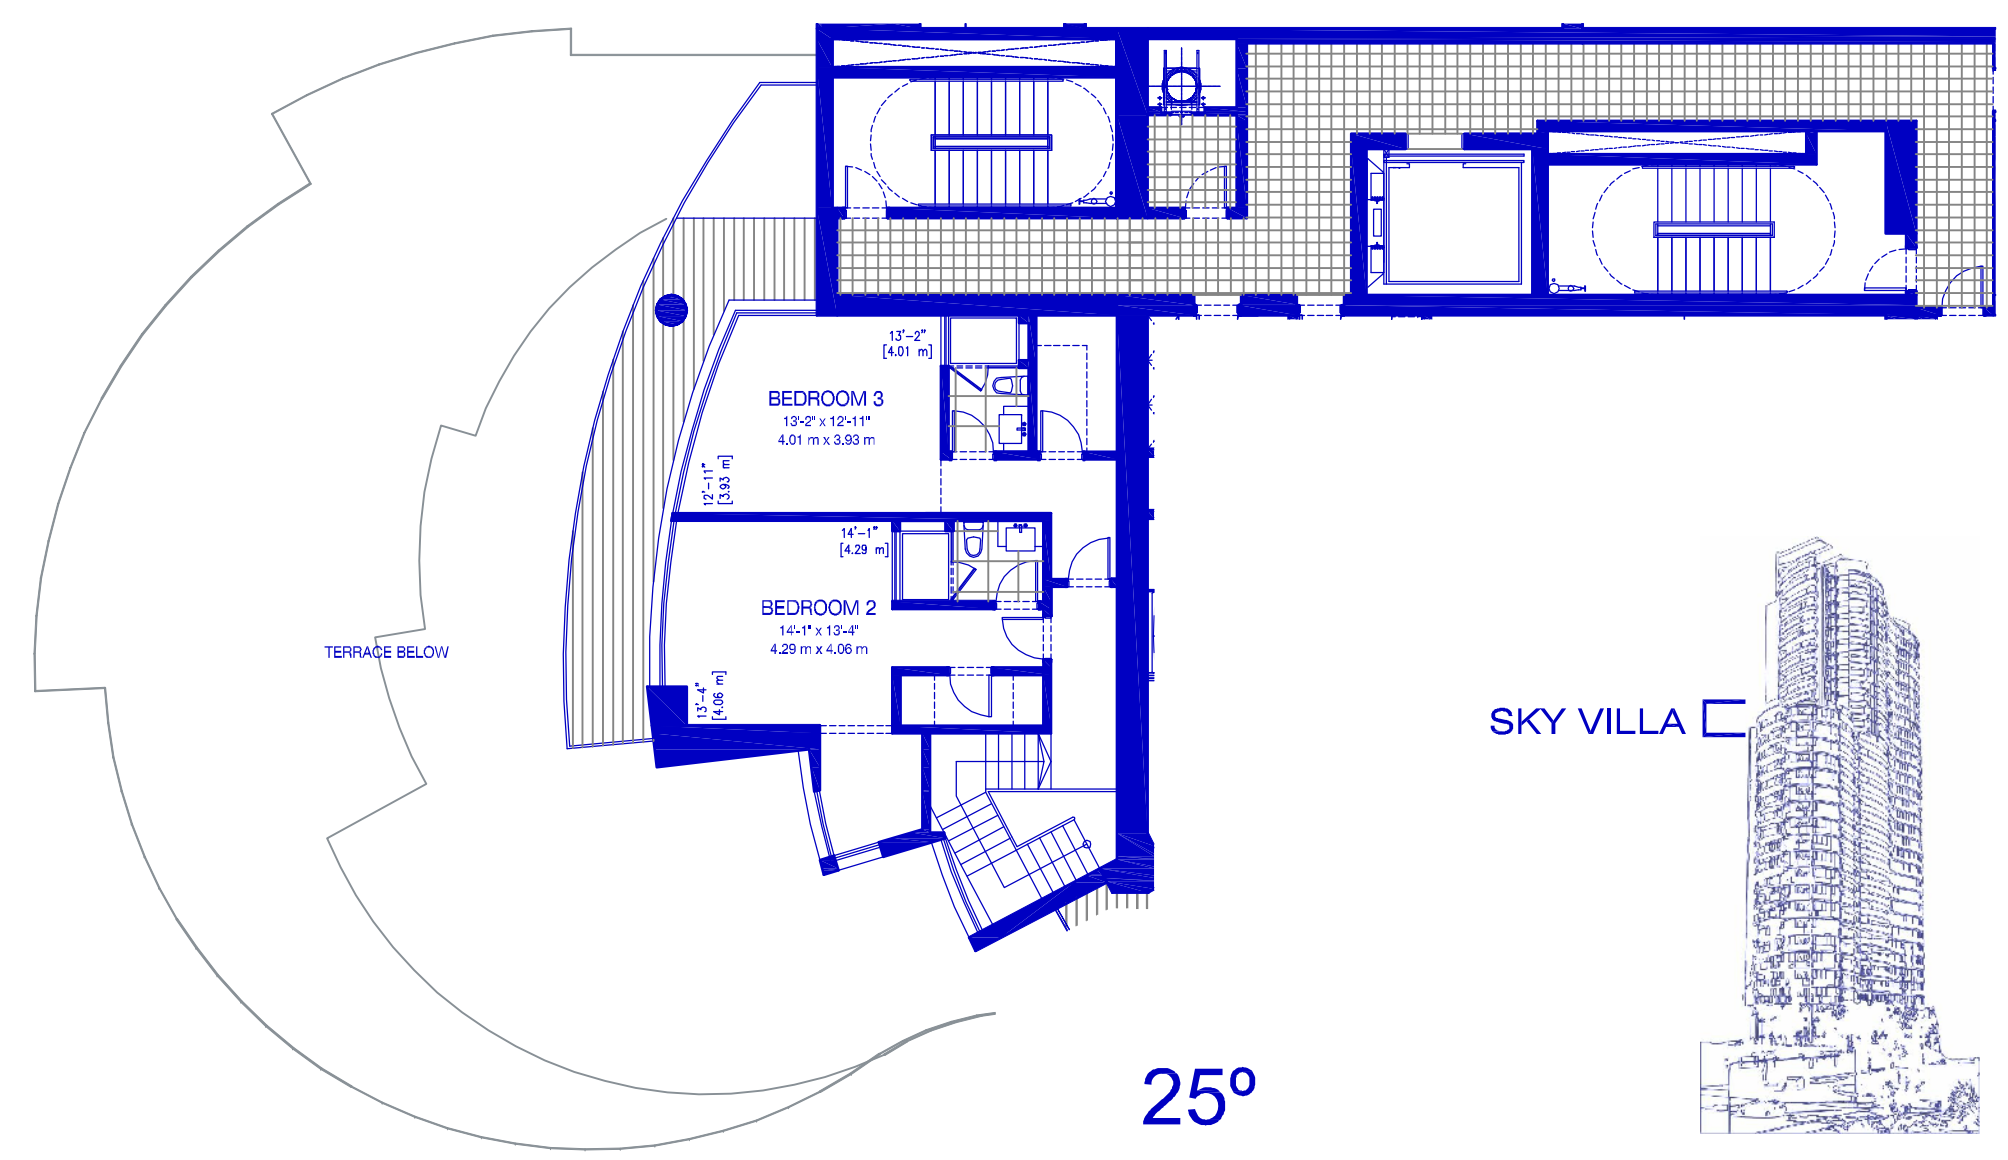 13'-2"
[4.01 m]
BEDROOM 3
13'-2" x 12'-11"
4.01 m x 3.93 m
12'-11"
[3.93 m]
14'-1"
[4.29 m]
BEDROOM 2
14'-1" x 13'-4"
4.29 m x 4.06 m
13'-4"
[4.06 m]
TERRACE BELOW
SKY VILLA
25º